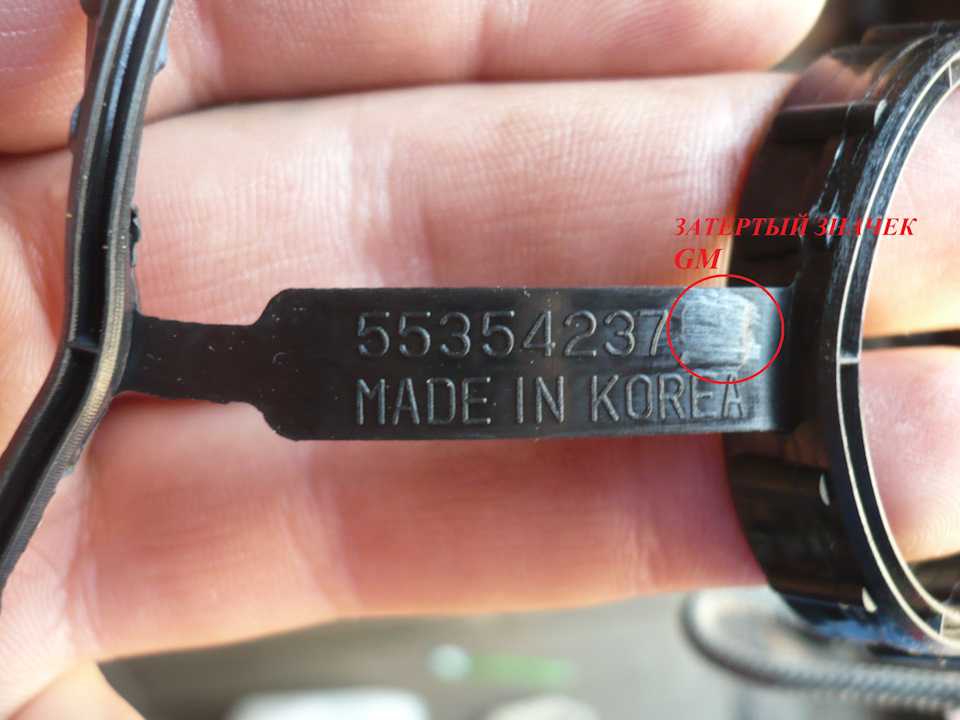 ЗАТЕРТЫЙ ЗНАЧЕК
GM
55354237
MADE IN KOREA